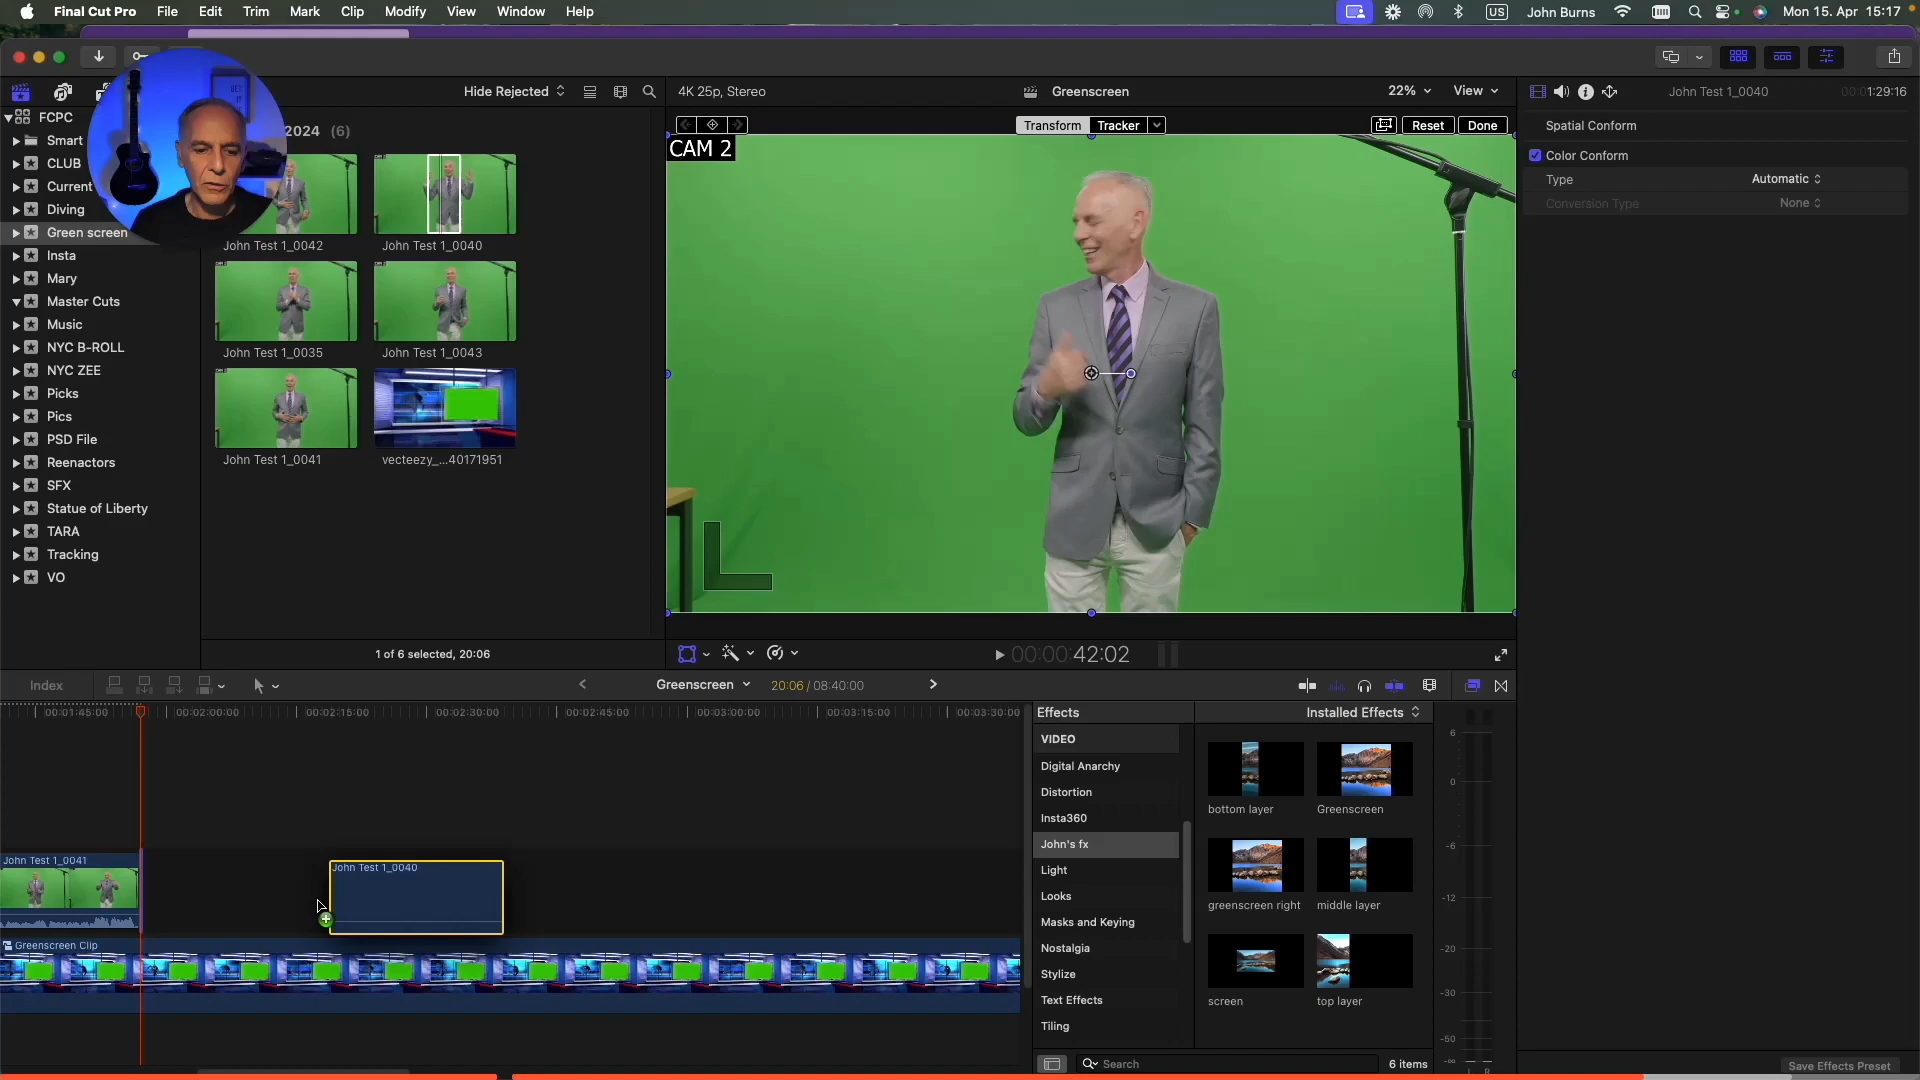 Final Cut Pro File Edit Trim Mark Clip Modify View Window Help US John Burns Mon 15. Apr 15:17
Hide Rejected 4K 25p, Stereo Greenscreen 22% View John Test 1_0040 00:01:29:16
FCPC
Smart
CLUB
Current
Diving
Green screen
Insta
Mary
Master Cuts
Music
NYC B-ROLL
NYC ZEE
Picks
Pics
PSD File
Reenactors
SFX
Statue of Liberty
TARA
Tracking
VO
2024 (6)
John Test 1_0042 John Test 1_0040
John Test 1_0035 John Test 1_0043
John Test 1_0041 vecteezy_...40171951
1 of 6 selected, 20:06
Transform Tracker Reset Done
CAM 2
00:00:42:02
Spatial Conform
Color Conform
Type Automatic
Conversion Type None
Index Greenscreen 20:06 / 08:40:00
00:01:45:00 00:02:00:00 00:02:15:00 00:02:30:00 00:02:45:00 00:03:00:00 00:03:15:00 00:03:30:00
John Test 1_0041
John Test 1_0040
Greenscreen Clip
Effects Installed Effects
VIDEO
Digital Anarchy
Distortion
Insta360
John's fx
Light
Looks
Masks and Keying
Nostalgia
Stylize
Text Effects
Tiling
bottom layer Greenscreen
greenscreen right middle layer
screen top layer
6
0
-6
-12
-20
-30
-50
-∞
L R
Search 6 items
Save Effects Preset